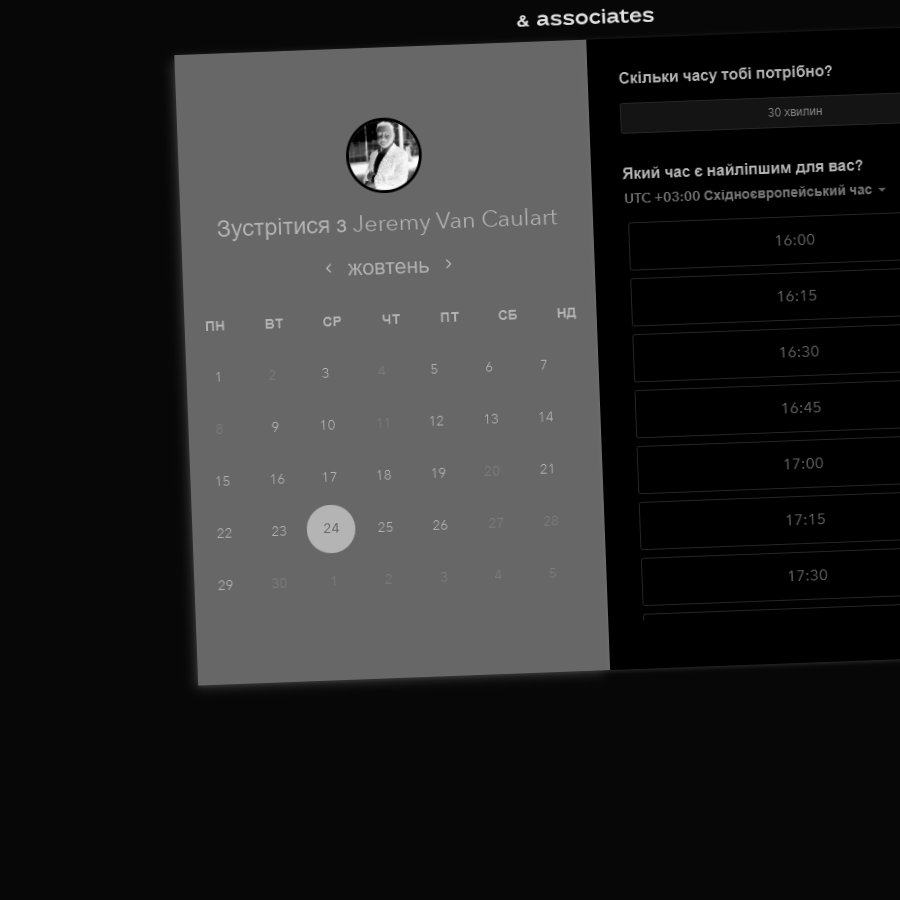 & associates
Зустрітися з Jeremy Van Caulart
жовтень
ПН ВТ СР ЧТ ПТ СБ НД
1 2 3 4 5 6 7
8 9 10 11 12 13 14
15 16 17 18 19 20 21
22 23 24 25 26 27 28
29 30 1 2 3 4 5
Скільки часу тобі потрібно?
30 хвилин
Який час є найліпшим для вас?
UTC +03:00 Східноєвропейський час
16:00
16:15
16:30
16:45
17:00
17:15
17:30